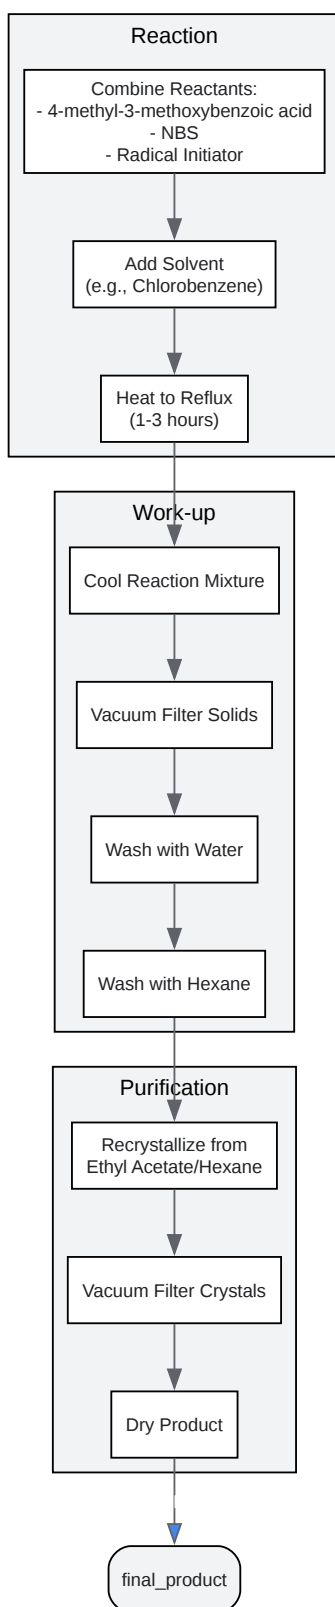 Reaction
Combine Reactants:
- 4-methyl-3-methoxybenzoic acid
- NBS
- Radical Initiator
Add Solvent
(e.g., Chlorobenzene)
Heat to Reflux
(1-3 hours)
Work-up
Cool Reaction Mixture
Vacuum Filter Solids
Wash with Water
Wash with Hexane
Purification
Recrystallize from
Ethyl Acetate/Hexane
Vacuum Filter Crystals
Dry Product
final_product